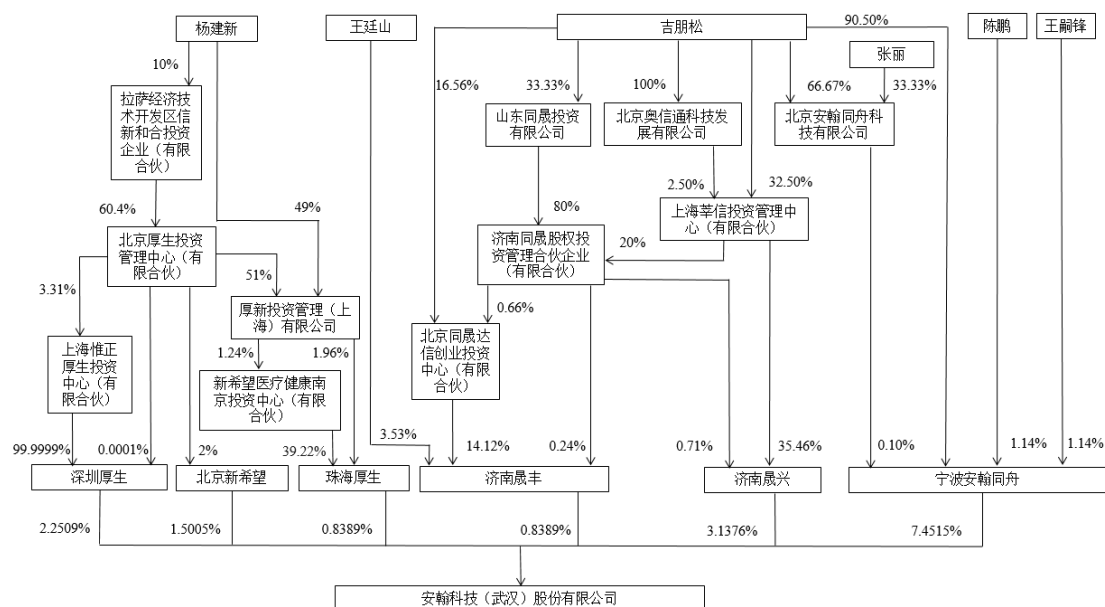 杨建新
王廷山
吉朋松
90.50%
陈鹏
王嗣锋
张丽
10%
16.56%
33.33%
100%
66.67%
33.33%
拉萨经济技
术开发区信
新和合投资
企业（有限
合伙）
山东同晟投资
有限公司
北京奥信通科技发
展有限公司
北京安翰同舟科
技有限公司
60.4%
49%
2.50%
32.50%
上海莘信投资管理中
心（有限合伙）
北京厚生投资
管理中心（有
限合伙）
80%
济南同晟股权投
资管理合伙企业
（有限合伙）
20%
3.31%
51%
厚新投资管理（上
海）有限公司
0.66%
上海惟正
厚生投资
中心（有
限合伙）
1.24%
1.96%
北京同晟达
信创业投资
中心（有限
合伙）
新希望医疗健康南
京投资中心（有限
合伙）
99.9999%
0.0001%
2%
39.22%
3.53%
14.12%
0.24%
0.71%
35.46%
0.10%
1.14%
1.14%
深圳厚生
北京新希望
珠海厚生
济南晟丰
济南晟兴
宁波安翰同舟
2.2509%
1.5005%
0.8389%
0.8389%
3.1376%
7.4515%
安翰科技（武汉）股份有限公司